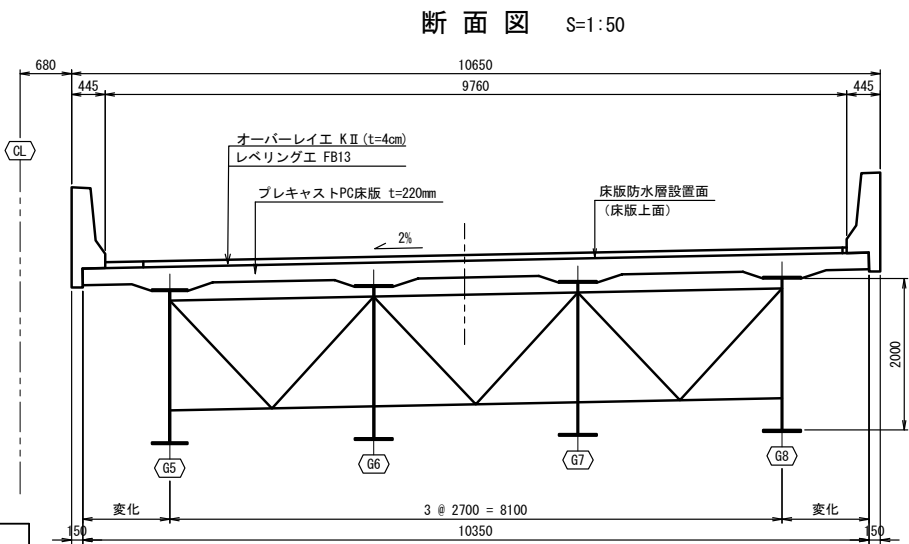 断面図 S=1:50
680
10650
445
9760
445
CL
オーバーレイエ KⅡ(t=4cm)
レベリングエ FB13
プレキャストPC床版 t=220mm
床版防水層設置面
(床版上面)
2%
2000
G5
G6
G7
G8
変化
3 @ 2700 = 8100
変化
150
10350
150